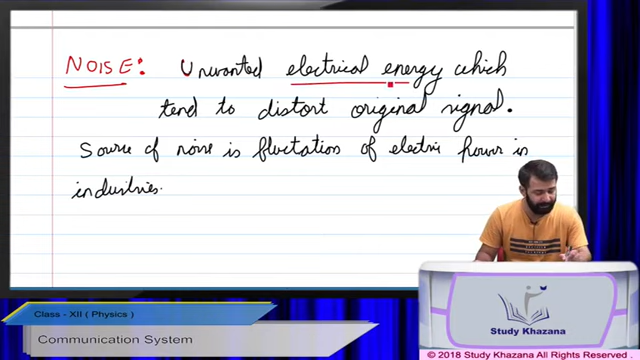 NOISE: Unwanted electrical energy which
tend to distort original signal.
Source of noise is fluctation of electric power in
industries.
Class - XII ( Physics )
Communication System
Study Khazana
© 2018 Study Khazana. All Rights Reserved.